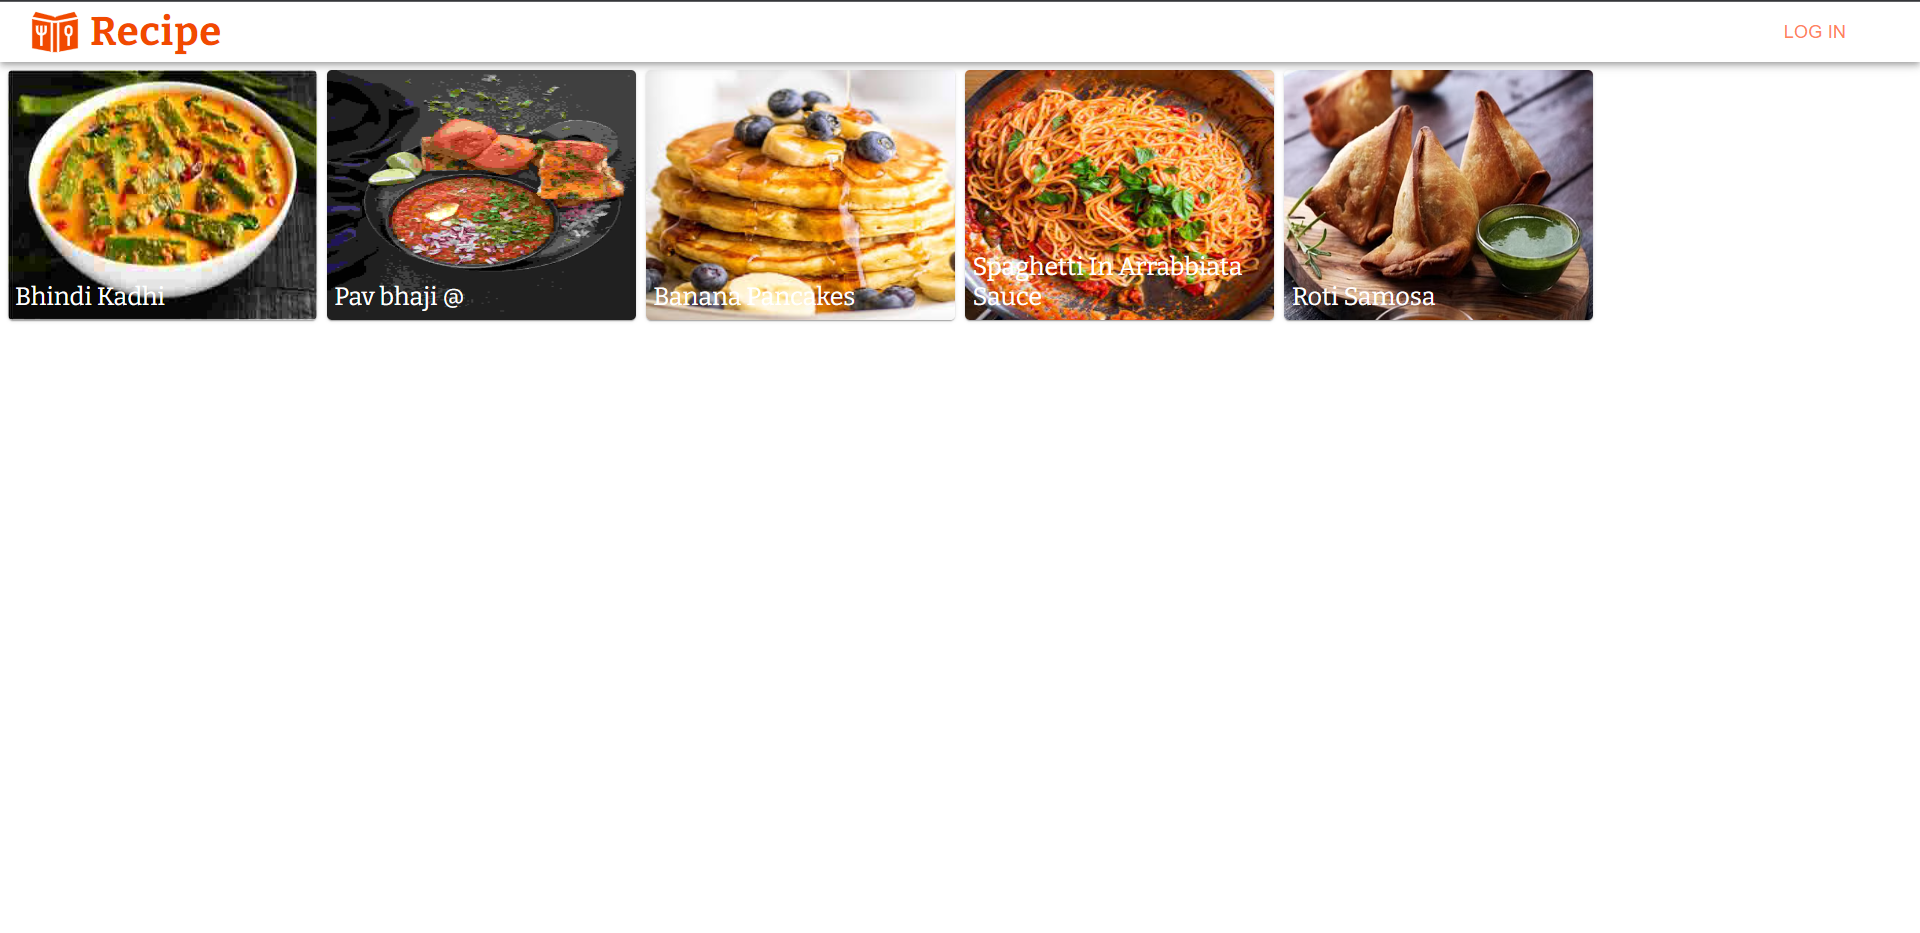 Recipe
LOG IN
Bhindi Kadhi
Pav bhaji @
Banana Pancakes
Spaghetti In Arrabbiata
Sauce
Roti Samosa